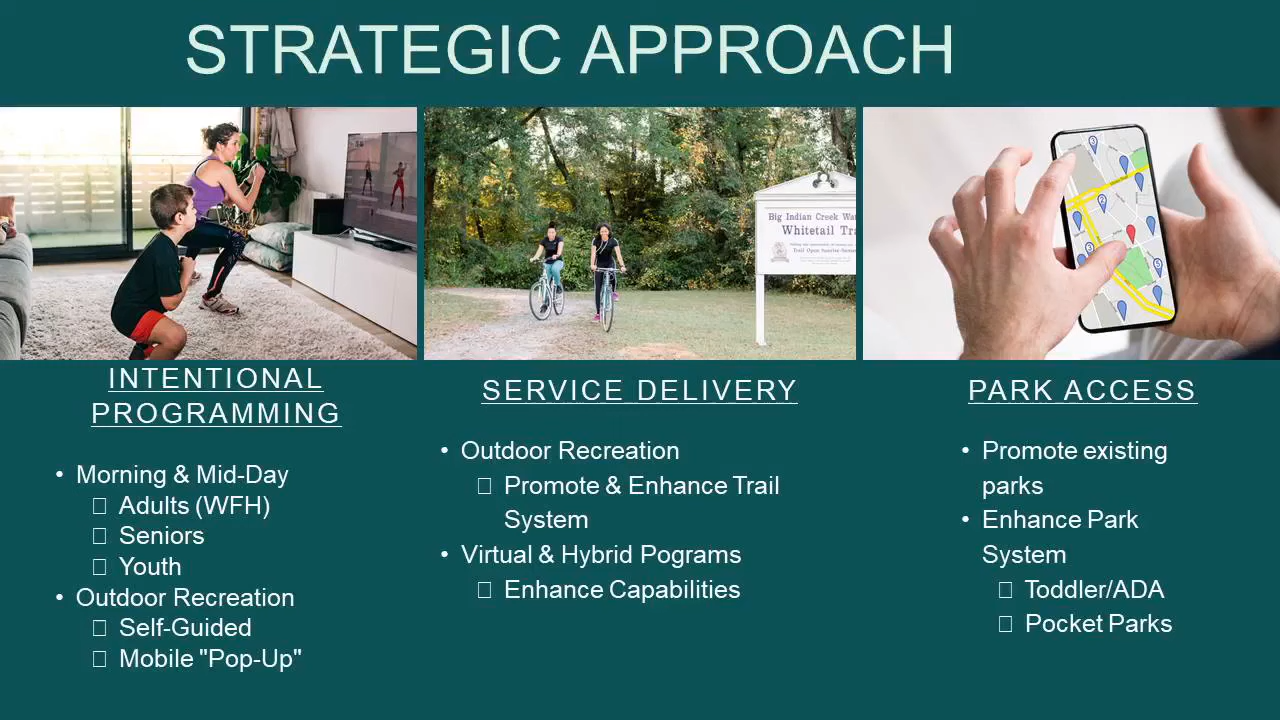 STRATEGIC APPROACH
Big Indian Creek
Whitetail
Trail Open
INTENTIONAL
PROGRAMMING
• Morning & Mid-Day
Adults (WFH)
Seniors
Youth
• Outdoor Recreation
Self-Guided
Mobile "Pop-Up"
SERVICE DELIVERY
• Outdoor Recreation
Promote & Enhance Trail
System
• Virtual & Hybrid Pograms
Enhance Capabilities
PARK ACCESS
• Promote existing
parks
• Enhance Park
System
Toddler/ADA
Pocket Parks